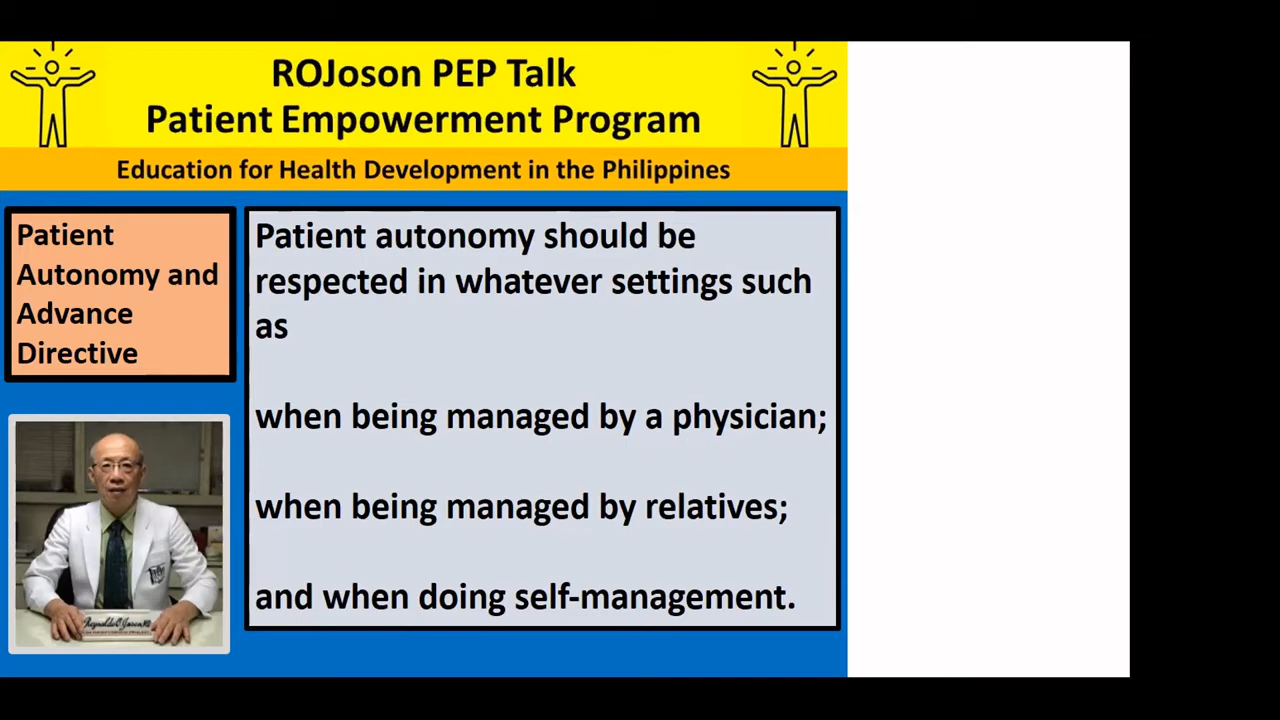 ROJoson PEP Talk
Patient Empowerment Program
Education for Health Development in the Philippines
Patient
Autonomy and
Advance
Directive
Patient autonomy should be
respected in whatever settings such
as
when being managed by a physician;
when being managed by relatives;
and when doing self-management.